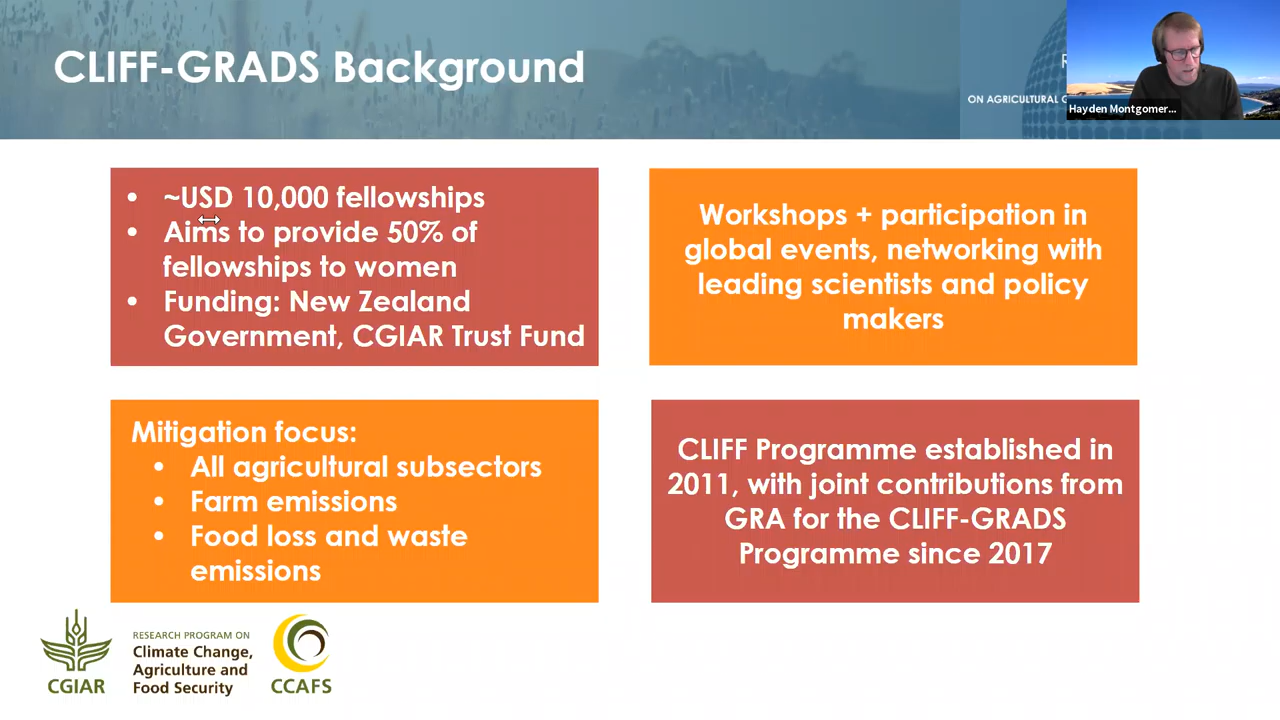 CLIFF-GRADS Background
ON AGRICULTURAL
Hayden Montgomer...
• ~USD 10,000 fellowships
• Aims to provide 50% of
fellowships to women
• Funding: New Zealand
Government, CGIAR Trust Fund
Workshops + participation in
global events, networking with
leading scientists and policy
makers
Mitigation focus:
• All agricultural subsectors
• Farm emissions
• Food loss and waste
emissions
CLIFF Programme established in
2011, with joint contributions from
GRA for the CLIFF-GRADS
Programme since 2017
CGIAR
RESEARCH PROGRAM ON
Climate Change,
Agriculture and
Food Security
CCAFS